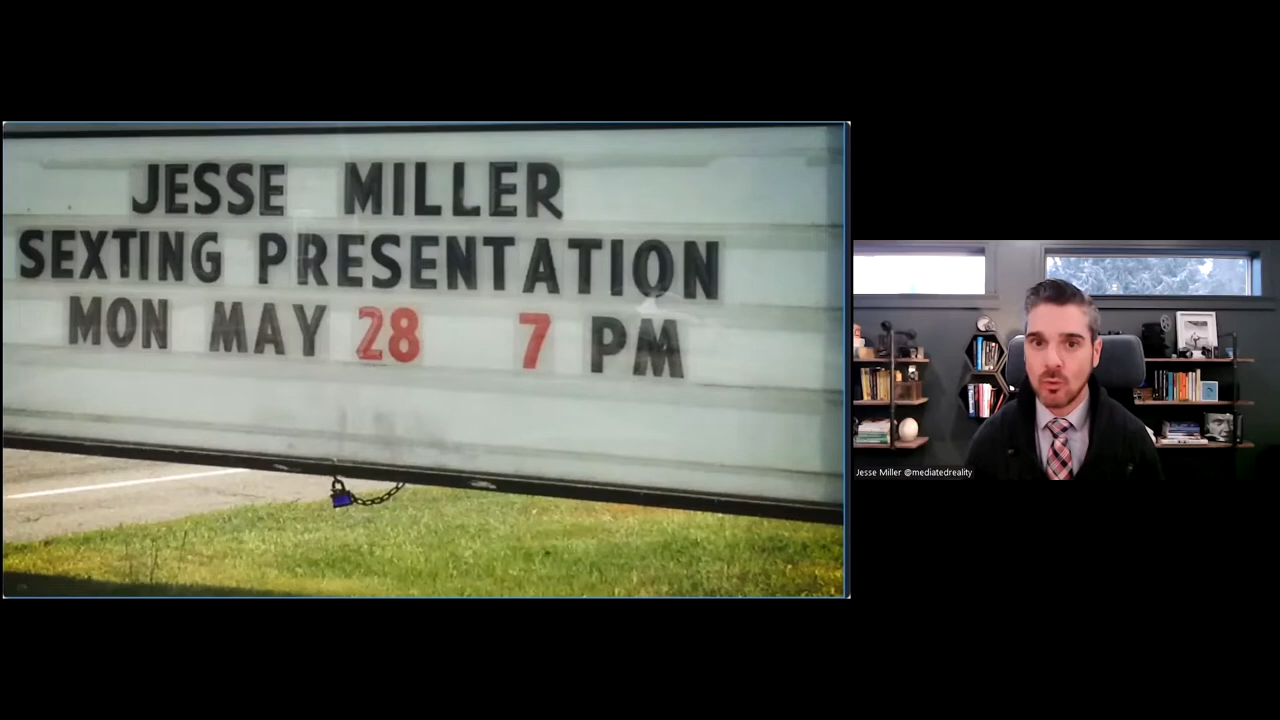 JESSE MILLER
SEXTING PRESENTATION
MON MAY 28 7 PM
Jesse Miller @mediatedreality